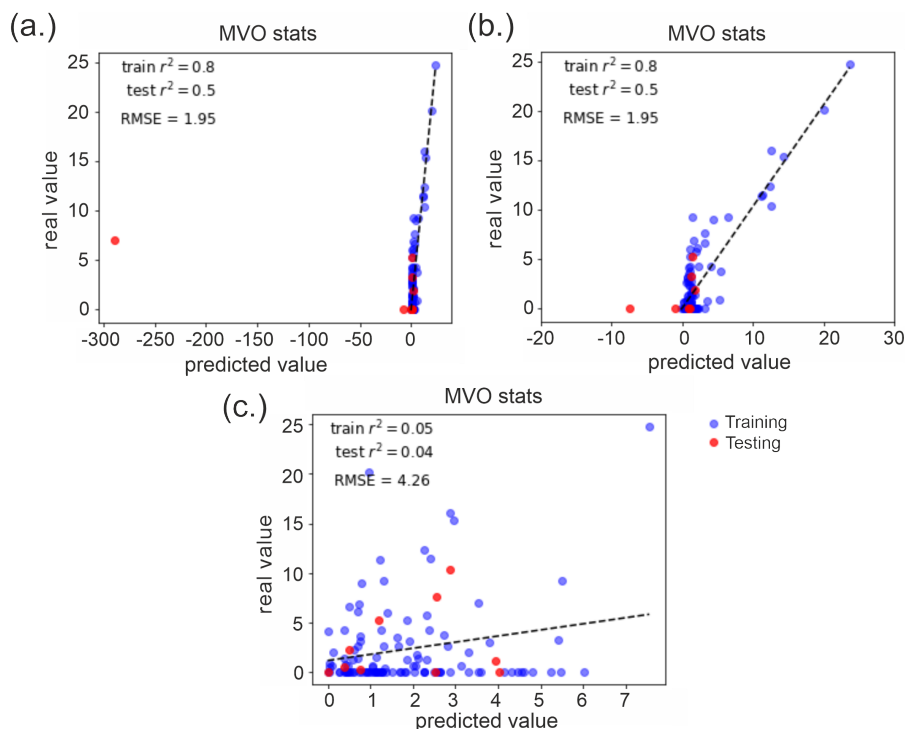 (a.)
MVO stats
train r² = 0.8
test r² = 0.5
RMSE = 1.95
25
20
15
10
5
0
real value
-300 -250 -200 -150 -100 -50 0
predicted value
(b.)
MVO stats
train r² = 0.8
test r² = 0.5
RMSE = 1.95
25
20
15
10
5
0
real value
-20 -10 0 10 20 30
predicted value
(c.)
MVO stats
train r² = 0.05
test r² = 0.04
RMSE = 4.26
25
20
15
10
5
0
real value
0 1 2 3 4 5 6 7
predicted value
Training
Testing